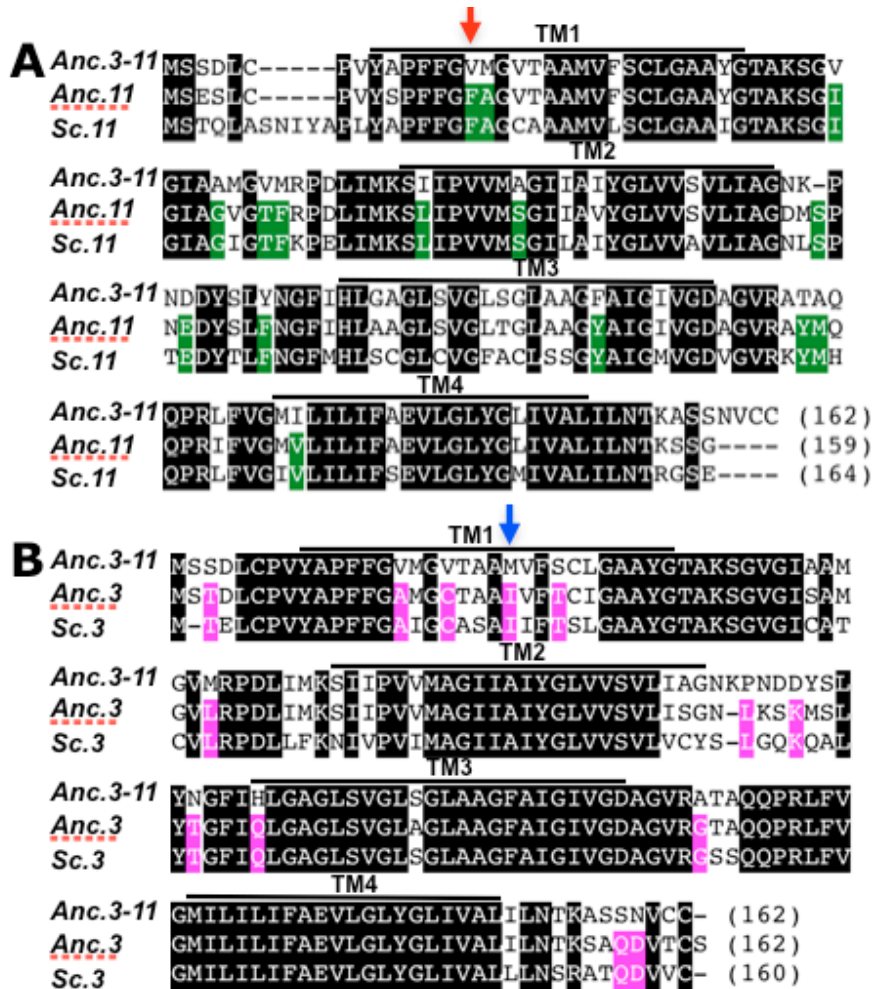 A
TM1
Anc.3-11 MSSDLC-----PVYAPFFGVMGVTAAMVFSCLGAAYGTAKSGV
Anc.11 MSESLC-----PVYSPFFGFAGVTAAMVFSCLGAAYGTAKSGI
Sc.11 MSTQLASNIYAPLYAPFFGFAGCAAAMVLSCLGAAIGTAKSGI
TM2
Anc.3-11 GIAAMGVMRPDLIMKSIIPVVMAGIIAIYGLVVSVLIAGNK-P
Anc.11 GIAGVGTFRPDLIMKSLIPVVMSGIIAVYGLVVSVLIAGDMSP
Sc.11 GIAGIGTFKPELIMKSLIPVVMSGILAIYGLVVAVLIAGNLSP
TM3
Anc.3-11 NDDYSLYNGFIHLGAGLSVGLSGLAAGFAIGIVGDAGVRATAQ
Anc.11 NEDYSLFNGFIHLAAGLSVGLTGLAAGYAIGIVGDAGVRAYMQ
Sc.11 TEDYTLFNGFMHLSCGLCVGFACLSSGYAIGMVGDVGVRKYMH
TM4
Anc.3-11 QPRLFVGMILILIFAEVLGLYGLIVALILNTKASSNVCC (162)
Anc.11 QPRIFVGMVLILIFAEVLGLYGLIVALILNTKSSG---- (159)
Sc.11 QPRLFVGIVLILIFSEVLGLYGMIVALILNTRGSE---- (164)
B
TM1
Anc.3-11 MSSDLCPVYAPFFGVMGVTAAMVFSCLGAAYGTAKSGVGIAAM
Anc.3 MSTDLCPVYAPFFGAMGCTAAIVFTCIGAAYGTAKSGVGISAM
Sc.3 M-TELCPVYAPFFGAIGCASAIIFTSLGAAYGTAKSGVGICAT
TM2
Anc.3-11 GVMRPDLIMKSIIPVVMAGIIAIYGLVVSVLIAGNKPNDDYSL
Anc.3 GVLRPDLIMKSIIPVVMAGIIAIYGLVVSVLISGN-LKSKMSL
Sc.3 CVLRPDLLFKNIVPVIMAGIIAIYGLVVSVLVCYS-LGQKQAL
TM3
Anc.3-11 YNGFIHLGAGLSVGLSGLAAGFAIGIVGDAGVRATAQQPRLFV
Anc.3 YTGFIQLGAGLSVGLAGLAAGFAIGIVGDAGVRGTAQQPRLFV
Sc.3 YTGFIQLGAGLSVGLSGLAAGFAIGIVGDAGVRGSSQQPRLFV
TM4
Anc.3-11 GMILILIFAEVLGLYGLIVALILNTKASSNVCC- (162)
Anc.3 GMILILIFAEVLGLYGLIVALILNTKSAQDVTCS (162)
Sc.3 GMILILIFAEVLGLYGLIVALLLNSRATQDVVC- (160)